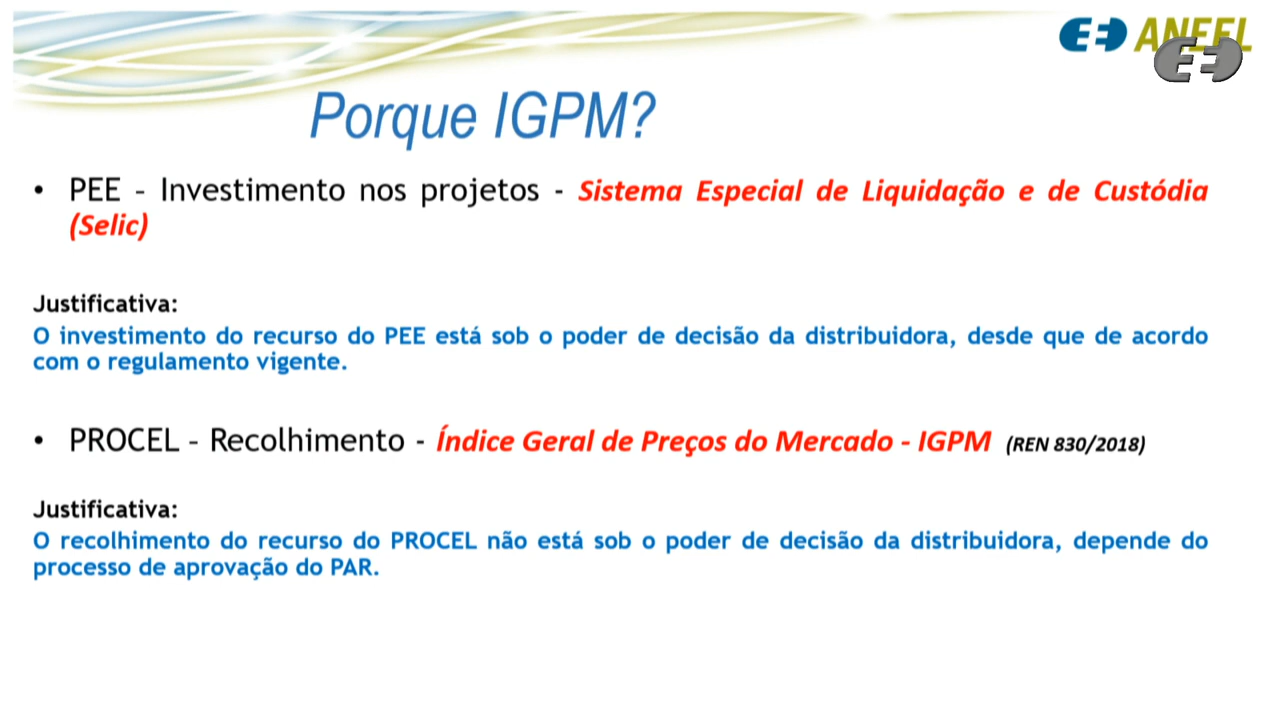 ANEEL
Porque IGPM?
• PEE - Investimento nos projetos - Sistema Especial de Liquidação e de Custódia
(Selic)
Justificativa:
O investimento do recurso do PEE está sob o poder de decisão da distribuidora, desde que de acordo
com o regulamento vigente.
• PROCEL - Recolhimento - Índice Geral de Preços do Mercado - IGPM (REN 830/2018)
Justificativa:
O recolhimento do recurso do PROCEL não está sob o poder de decisão da distribuidora, depende do
processo de aprovação do PAR.